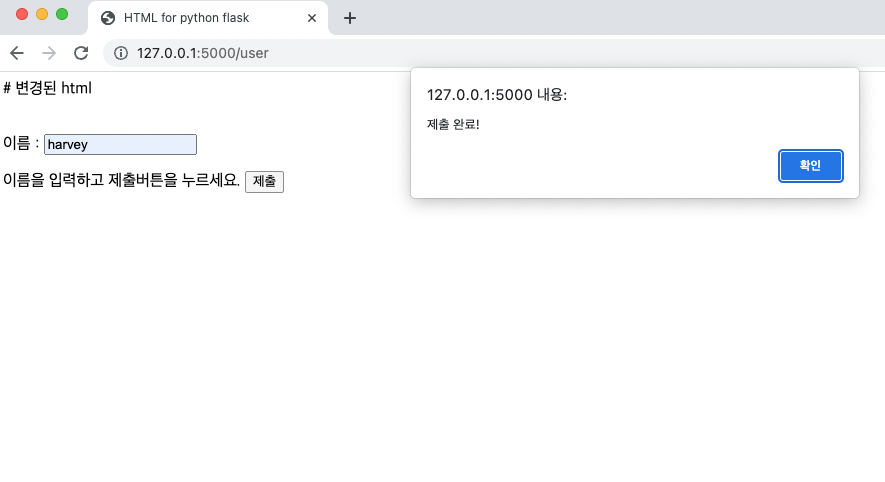 HTML for python flask
127.0.0.1:5000/user
# 변경된 html
127.0.0.1:5000 내용:
제출 완료!
확인
이름 : harvey
이름을 입력하고 제출버튼을 누르세요. 제출